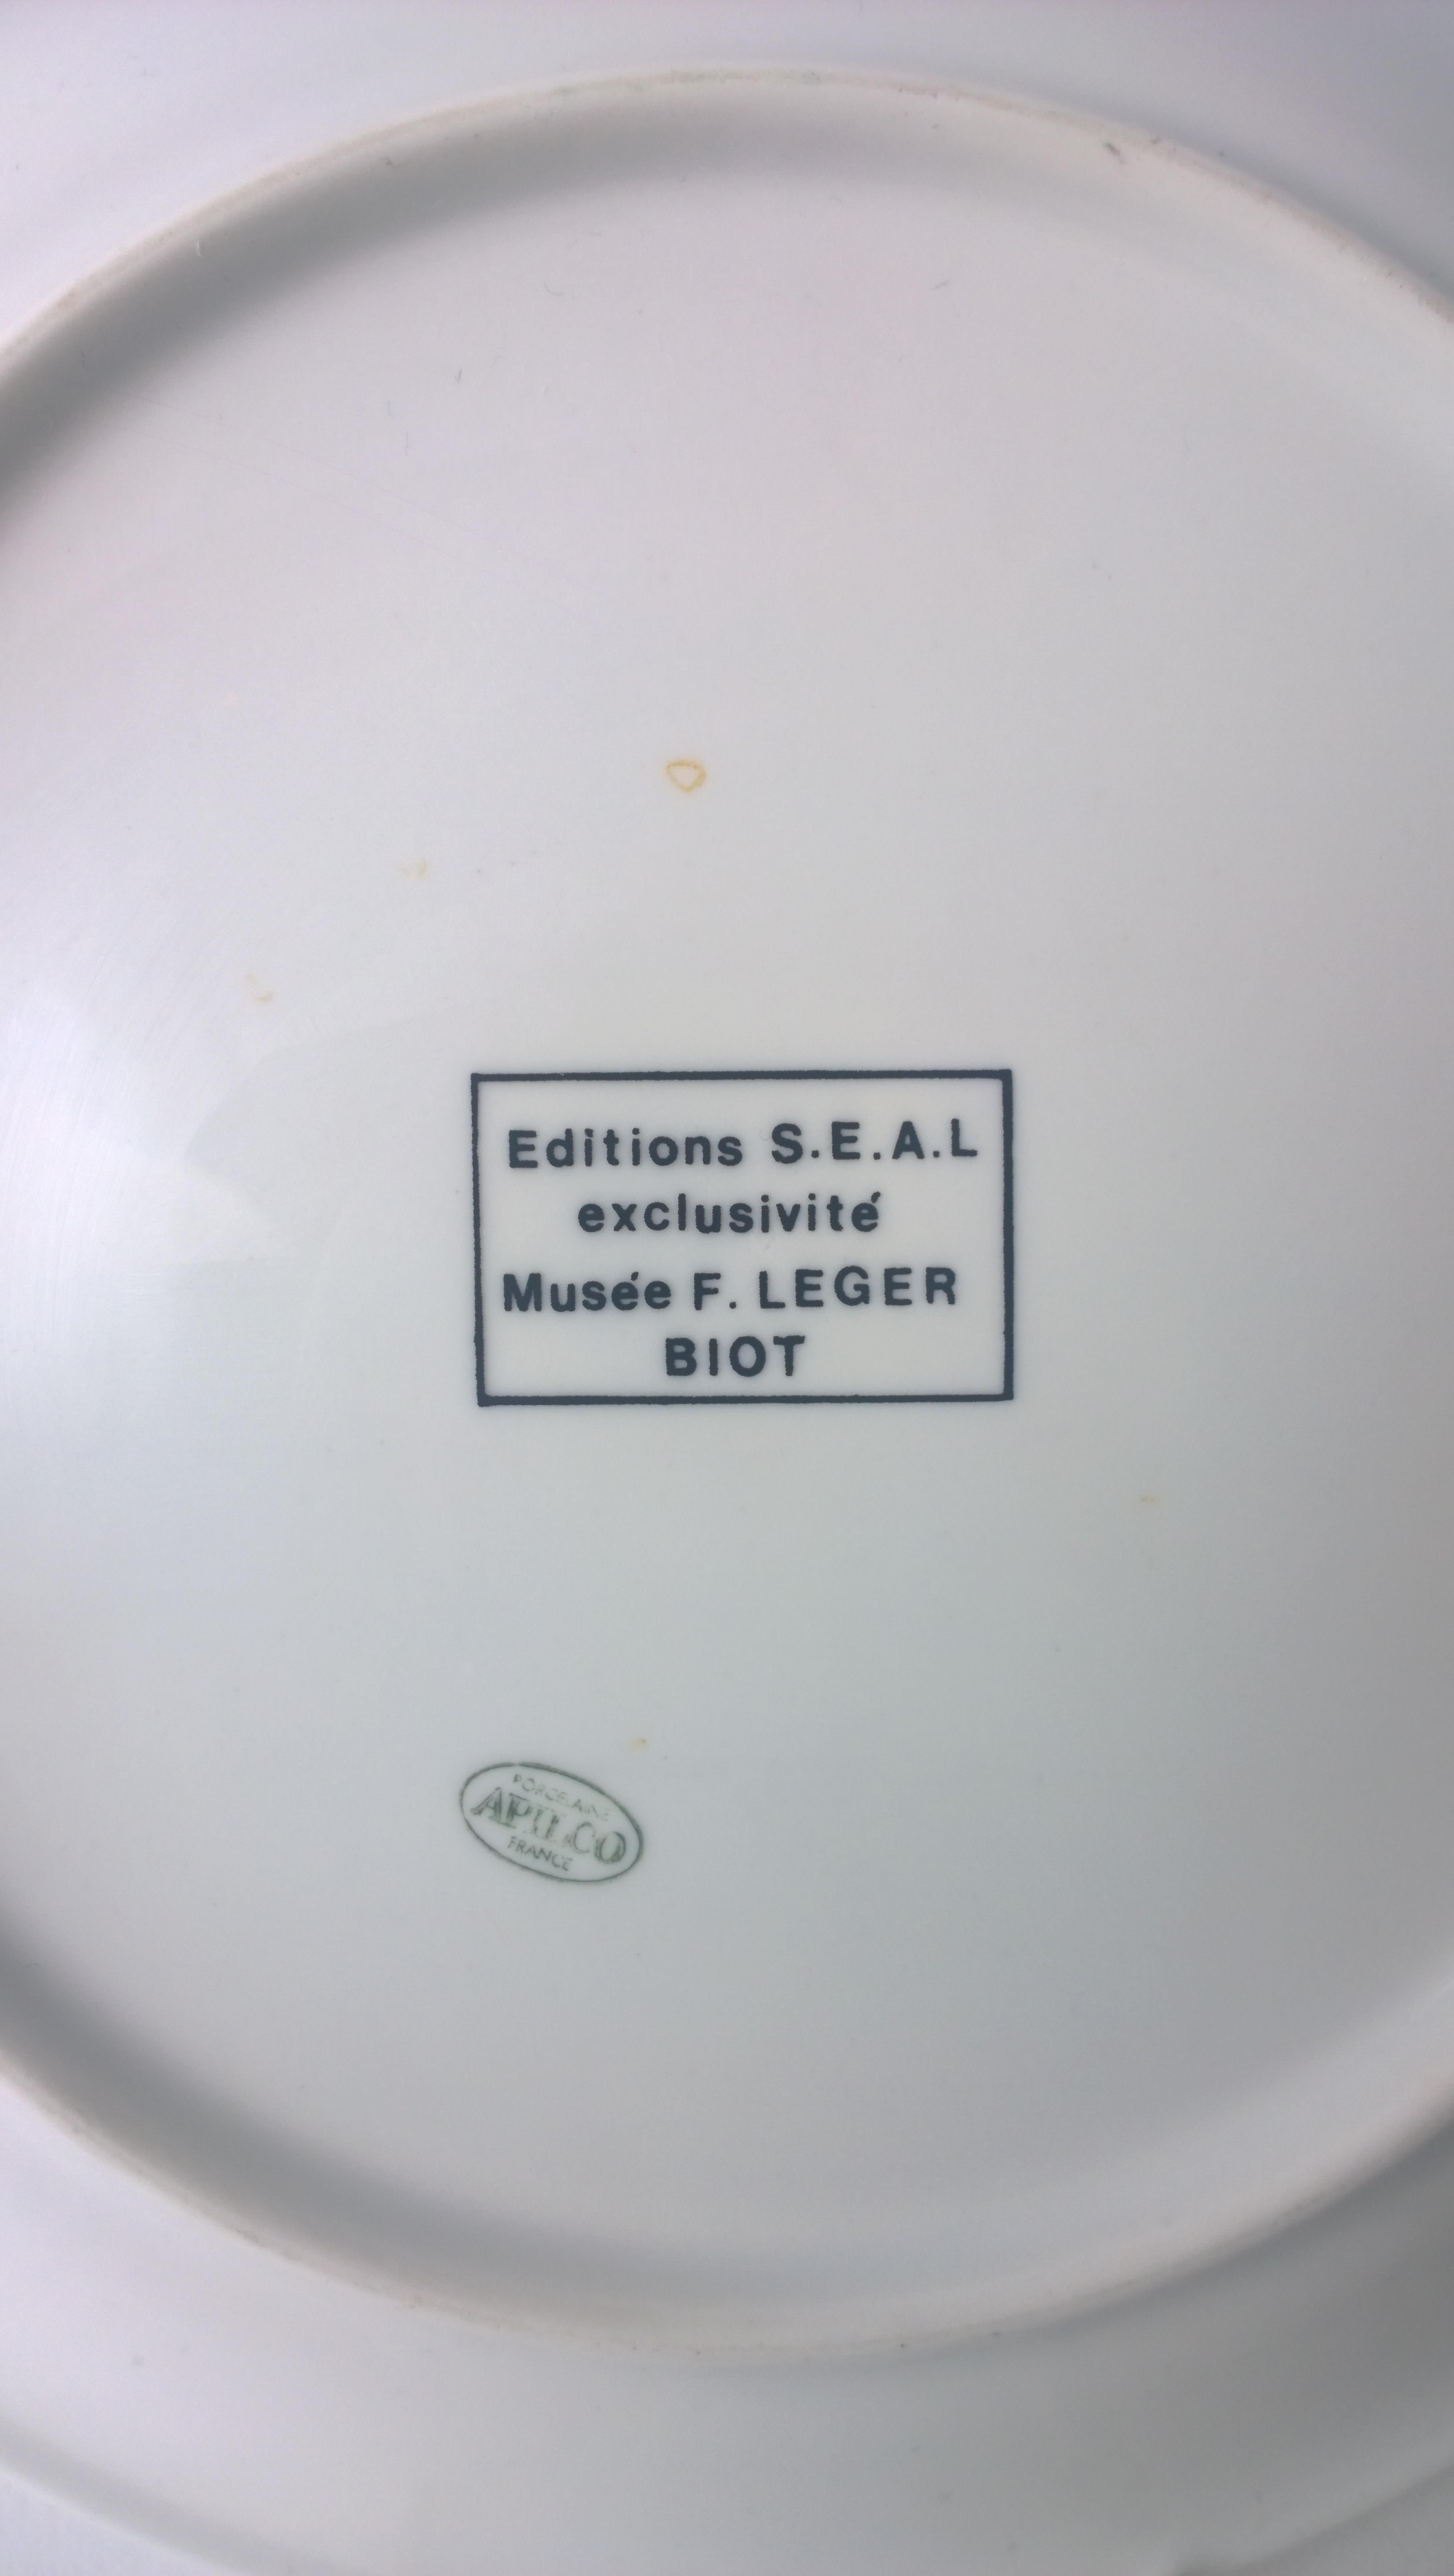 Editions S.E.A.L
exclusivité
Musée F. LEGER
BIOT
PORCELAINE
APILCO
FRANCE